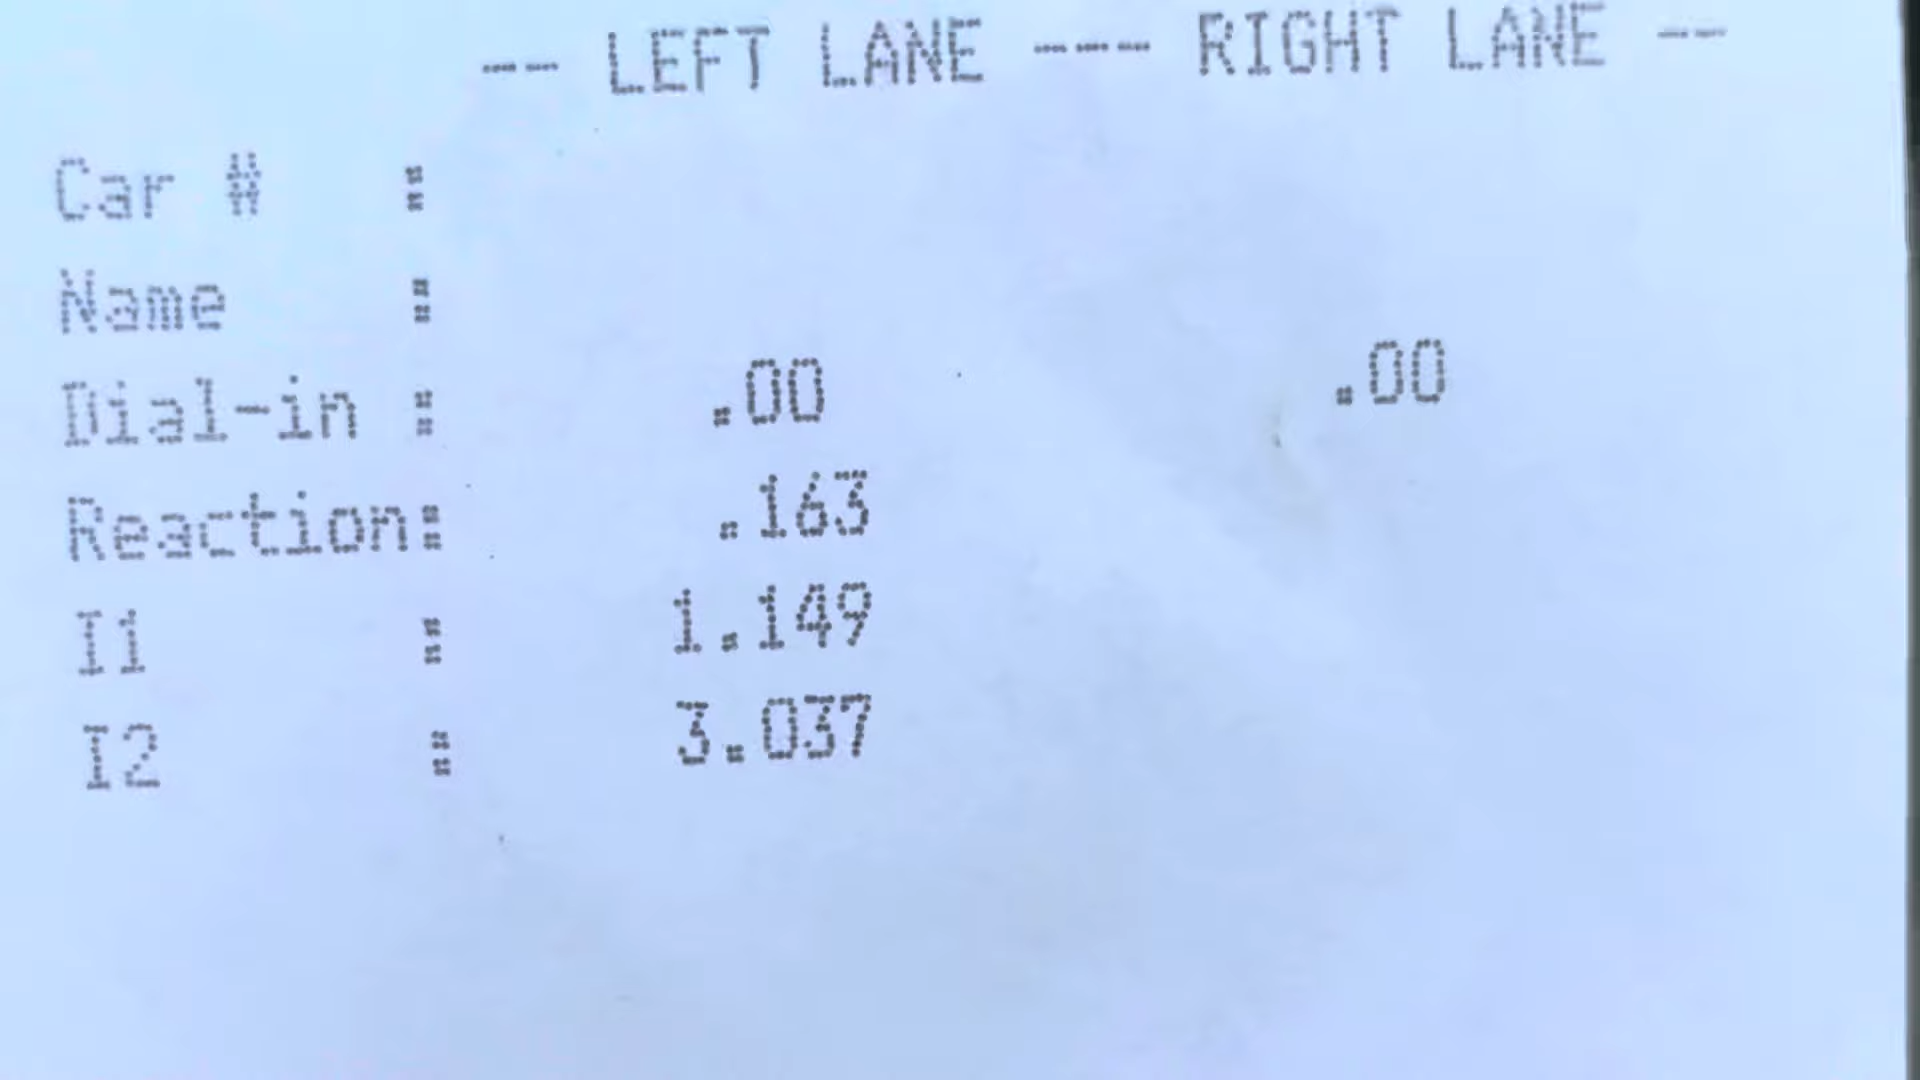 -- LEFT LANE ---- RIGHT LANE --
Car # :
Name :
Dial-in : .00 .00
Reaction: .163
I1 : 1.149
I2 : 3.037